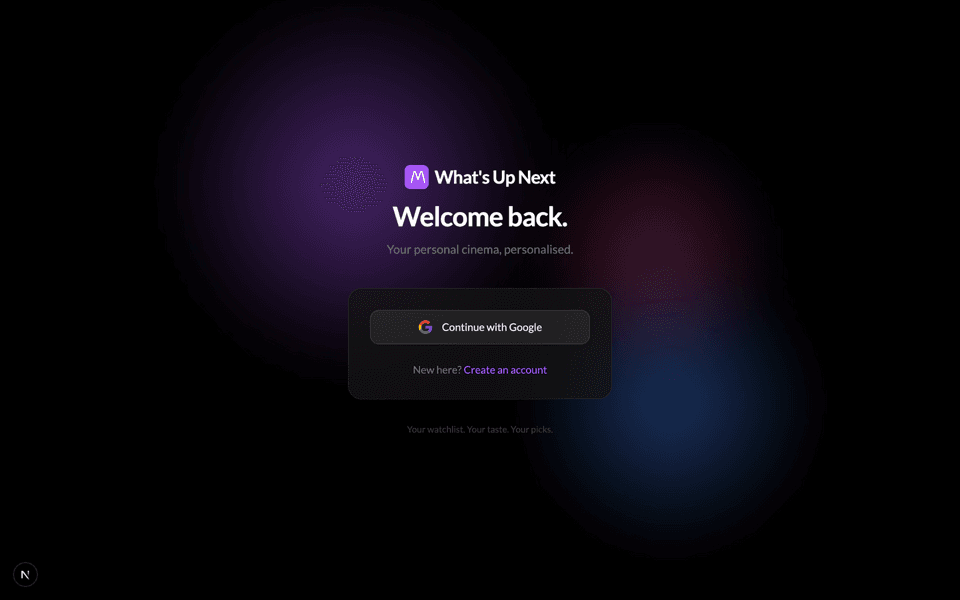 What's Up Next
Welcome back.
Your personal cinema, personalised.
Continue with Google
New here? Create an account
Your watchlist. Your taste. Your picks.
N